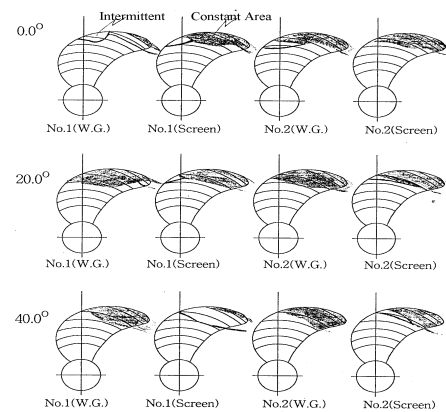 Intermittent Constant Area
0.0°
No.1(W.G.) No.1(Screen) No.2(W.G.) No.2(Screen)
20.0°
No.1(W.G.) No.1(Screen) No.2(W.G.) No.2(Screen)
40.0°
No.1(W.G.) No.1(Screen) No.2(W.G.) No.2(Screen)